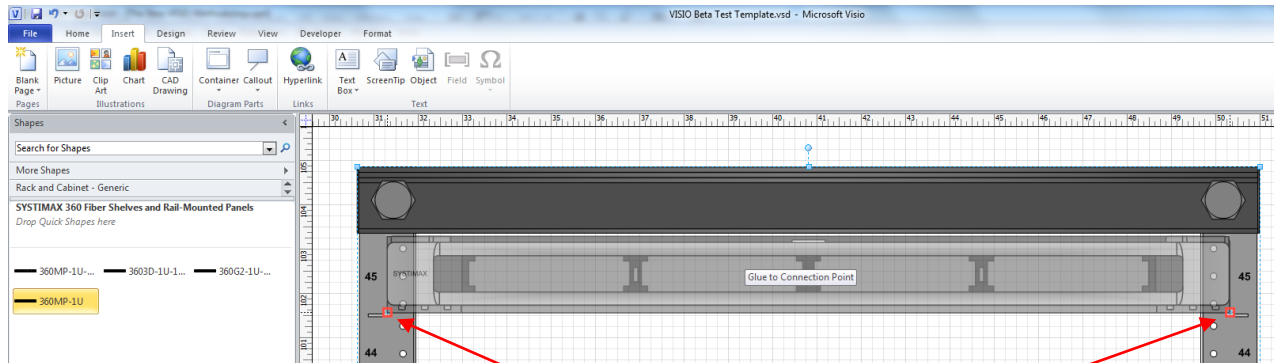 VISIO Beta Test Template.vsd - Microsoft Visio
File Home Insert Design Review View Developer Format
Blank Page Picture Clip Art Chart CAD Drawing Container Callout Hyperlink Text Box ScreenTip Object Field Symbol
Pages Illustrations Diagram Parts Links Text
Shapes
30 31 32 33 34 35 36 37 38 39 40 41 42 43 44 45 46 47 48 49 50 51
Search for Shapes
More Shapes
Rack and Cabinet - Generic
SYSTIMAX 360 Fiber Shelves and Rail-Mounted Panels
Drop Quick Shapes here
360MP-1U-... 3603D-1U-1... 360G2-1U-...
360MP-1U
105
104
103
102
101
45 SYSTIMAX Glue to Connection Point 45
44 44